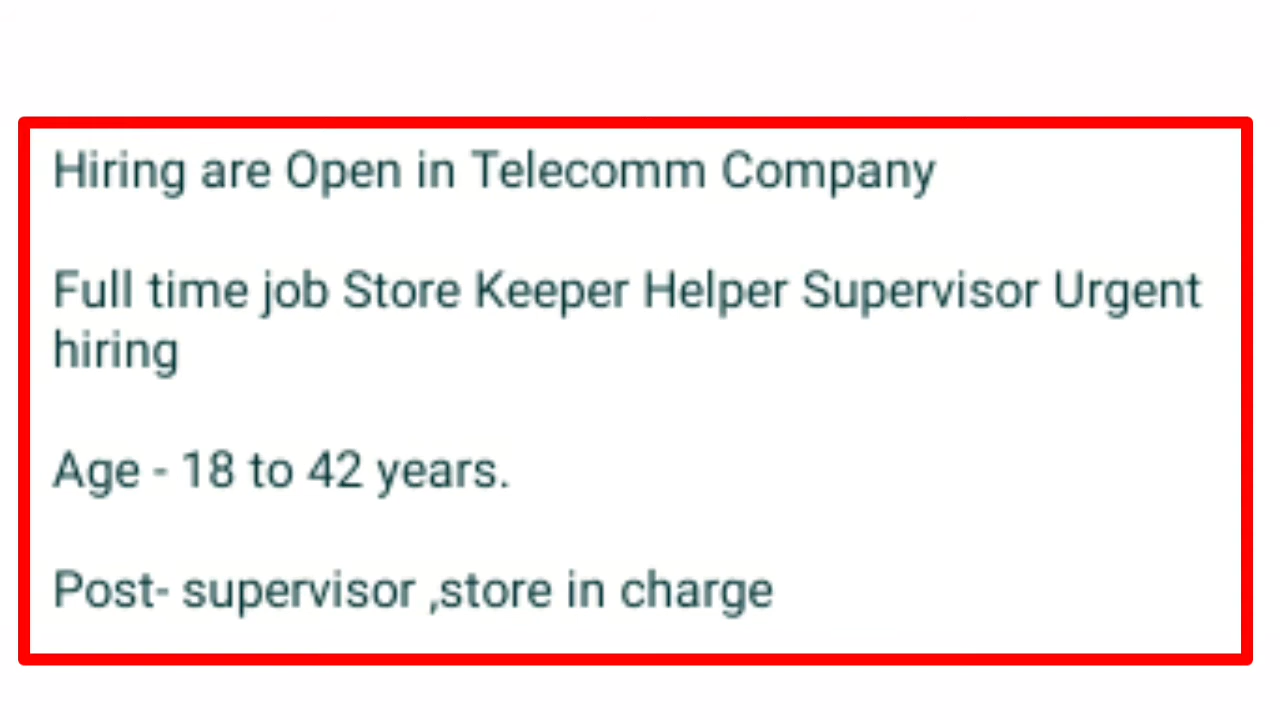 Hiring are Open in Telecomm Company
Full time job Store Keeper Helper Supervisor Urgent
hiring
Age - 18 to 42 years.
Post- supervisor ,store in charge